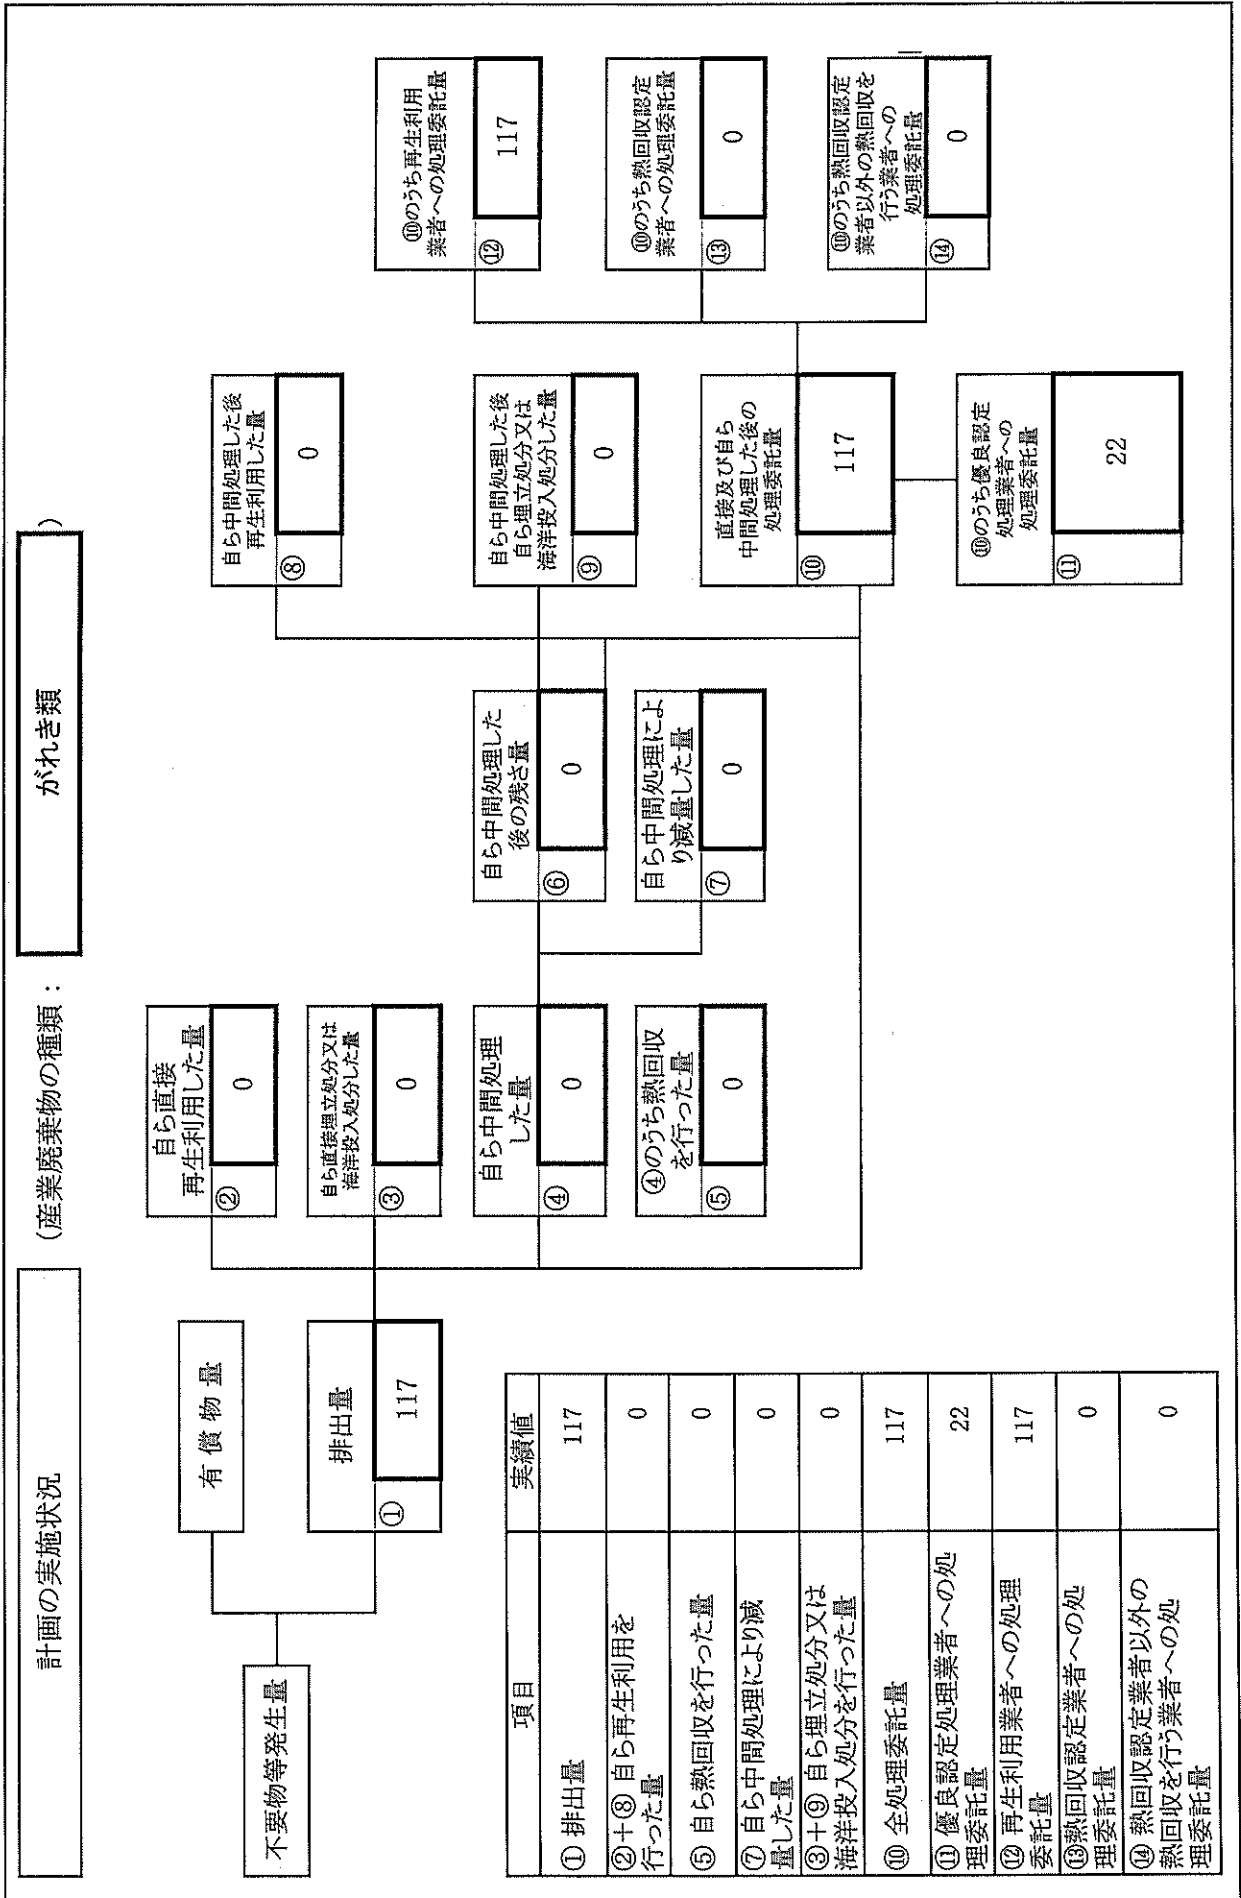 計画の実施状況
(産業廃棄物の種類：
がれき類
)
不要物等発生量
有償物量
排出量
①
117
自ら直接
再生利用した量
②
0
自ら直接埋立処分又は
海洋投入処分した量
③
0
自ら中間処理
した量
④
0
④のうち熱回収
を行った量
⑤
0
自ら中間処理した
後の残さ量
⑥
0
自ら中間処理によ
り減量した量
⑦
0
自ら中間処理した後
再生利用した量
⑧
0
自ら中間処理した後
自ら埋立処分又は
海洋投入処分した量
⑨
0
直接及び自ら
中間処理した後の
処理委託量
⑩
117
⑩のうち優良認定
処理業者への
処理委託量
⑪
22
⑩のうち再生利用
業者への処理委託量
⑫
117
⑩のうち熱回収認定
業者への処理委託量
⑬
0
⑩のうち熱回収認定
業者以外の熱回収を
行う業者への
処理委託量
⑭
0
項目
実績値
① 排出量
117
②＋⑧ 自ら再生利用を
行った量
0
⑤ 自ら熱回収を行った量
0
⑦ 自ら中間処理により減
量した量
0
③＋⑨ 自ら埋立処分又は
海洋投入処分を行った量
0
⑩ 全処理委託量
117
⑪ 優良認定処理業者への処
理委託量
22
⑫ 再生利用業者への処理
委託量
117
⑬熱回収認定業者への処
理委託量
0
⑭ 熱回収認定業者以外の
熱回収を行う業者への処
理委託量
0